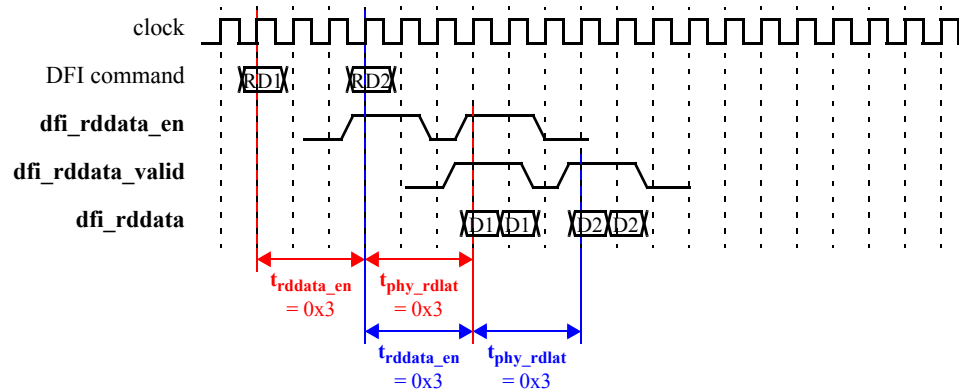 clock
DFI command RD1 RD2
dfi_rddata_en
dfi_rddata_valid
dfi_rddata D1 D1 D2 D2
trddata_en tphy_rdlat
= 0x3 = 0x3
trddata_en tphy_rdlat
= 0x3 = 0x3